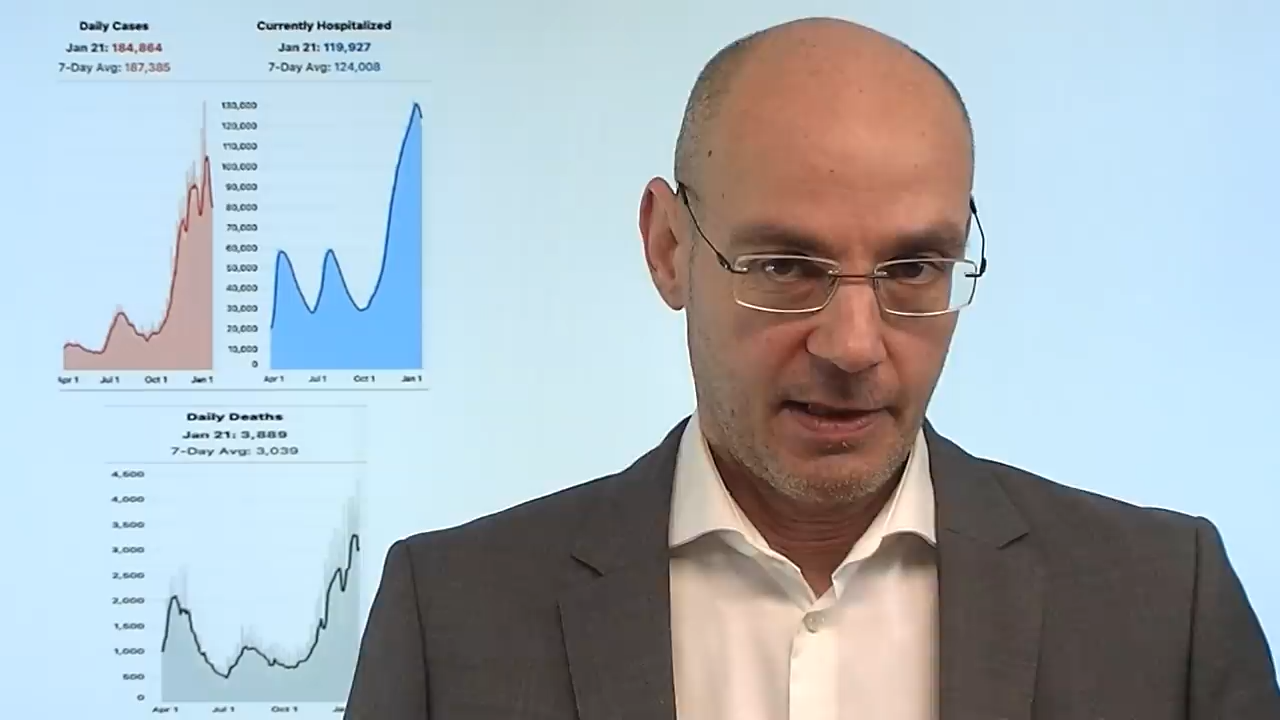 Daily Cases
Jan 21: 184,864
7-Day Avg: 187,385
Currently Hospitalized
Jan 21: 119,927
7-Day Avg: 124,008
130,000
120,000
110,000
100,000
90,000
80,000
70,000
60,000
50,000
40,000
30,000
20,000
10,000
0
Apr 1 Jul 1 Oct 1 Jan 1
Apr 1 Jul 1 Oct 1 Jan 1
Daily Deaths
Jan 21: 3,889
7-Day Avg: 3,039
4,500
4,000
3,500
3,000
2,500
2,000
1,500
1,000
500
0
Apr 1 Jul 1 Oct 1